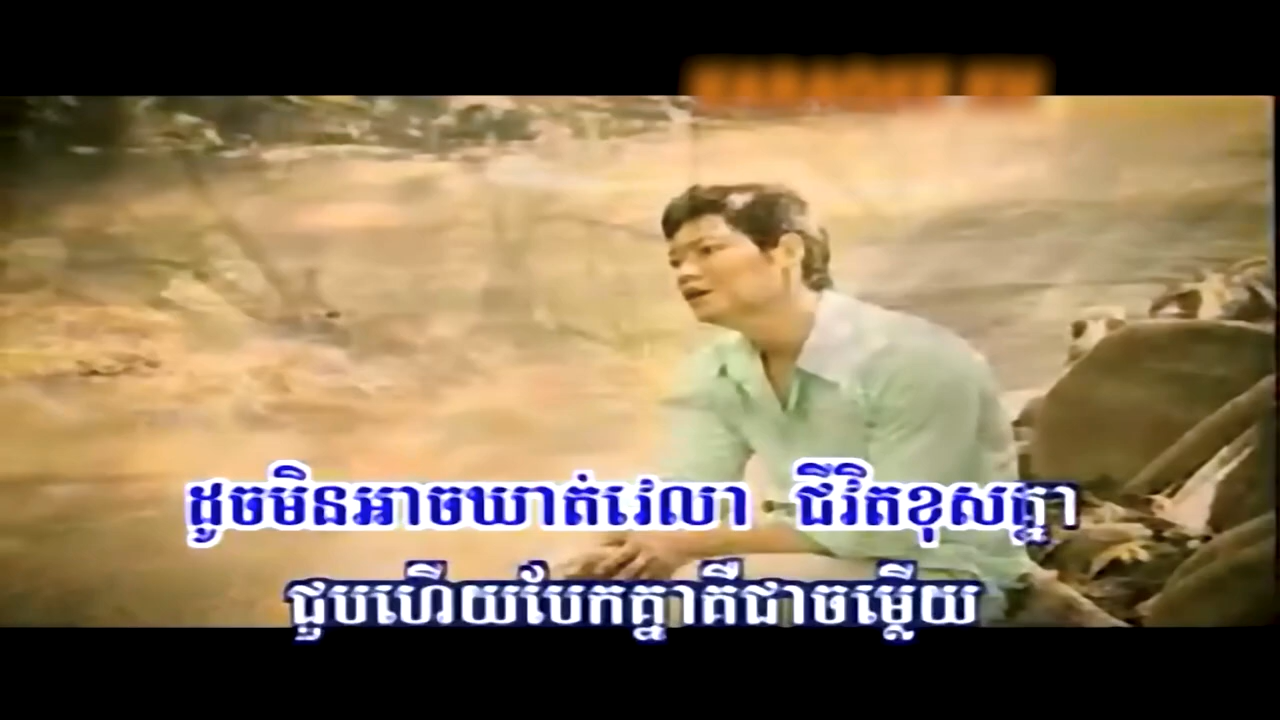 ដូចមិនអាចឃាត់វេលា ជីវិតខុសគ្នា
ជួបហើយបែកគ្នាគឺជាចម្លើយ